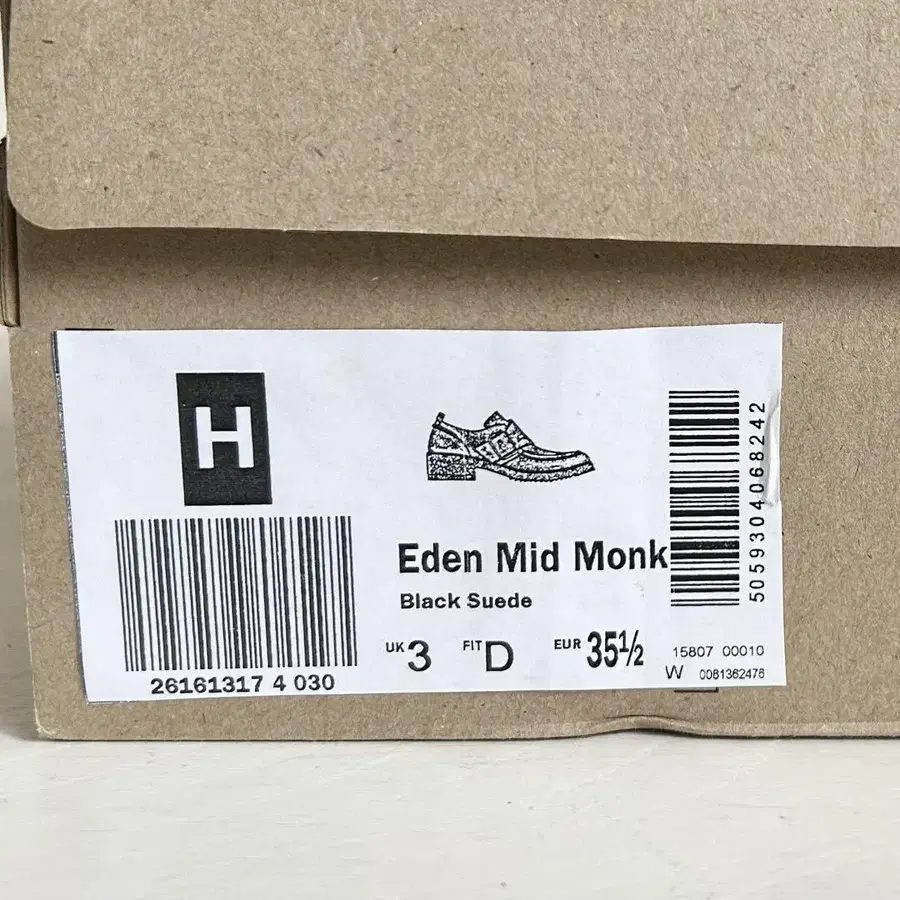 H
26161317 4 030
Eden Mid Monk
Black Suede
UK 3 FIT D EUR 35½
5059304068242
15807 00010
W 0081362476